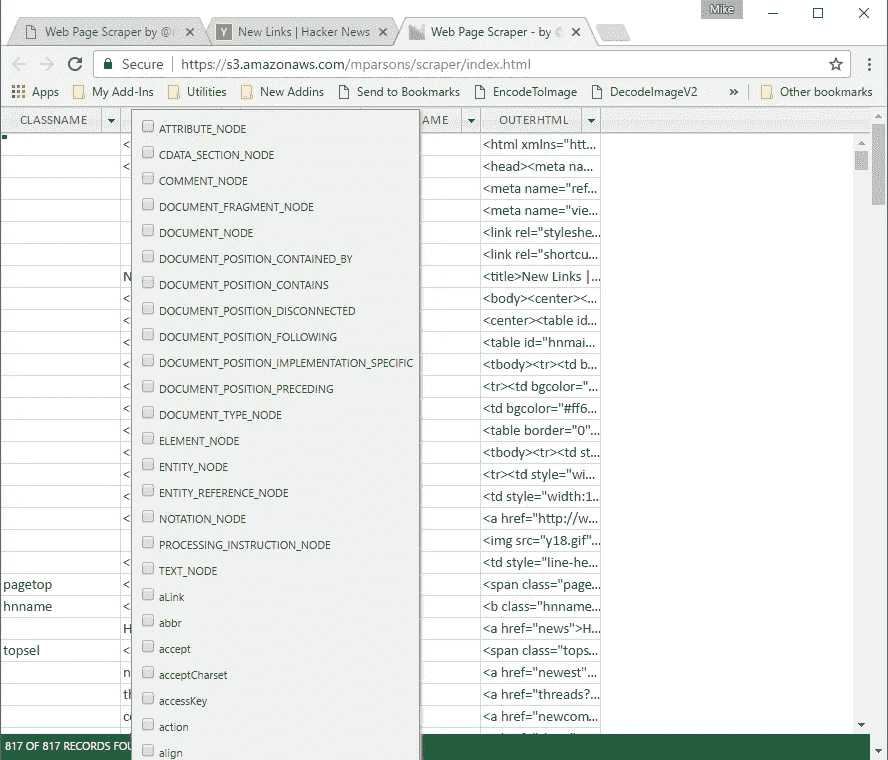 Mike
Web Page Scraper by @
New Links | Hacker News
Web Page Scraper - by @
Secure https://s3.amazonaws.com/mparsons/scraper/index.html
Apps My Add-Ins Utilities New Addins Send to Bookmarks EncodeToImage DecodeImageV2 » Other bookmarks
CLASSNAME AME OUTERHTML
ATTRIBUTE_NODE
CDATA_SECTION_NODE
COMMENT_NODE
DOCUMENT_FRAGMENT_NODE
DOCUMENT_NODE
DOCUMENT_POSITION_CONTAINED_BY
DOCUMENT_POSITION_CONTAINS
DOCUMENT_POSITION_DISCONNECTED
DOCUMENT_POSITION_FOLLOWING
DOCUMENT_POSITION_IMPLEMENTATION_SPECIFIC
DOCUMENT_POSITION_PRECEDING
DOCUMENT_TYPE_NODE
ELEMENT_NODE
ENTITY_NODE
ENTITY_REFERENCE_NODE
NOTATION_NODE
PROCESSING_INSTRUCTION_NODE
TEXT_NODE
aLink
abbr
accept
acceptCharset
accessKey
action
align
< <html xmlns="htt...
< <head><meta na...
<meta name="ref...
<meta name="vie...
<link rel="styleshe...
<link rel="shortcu...
N <title>New Links |...
< <body><center><...
< <center><table id...
< <table id="hnmai...
< <tbody><tr><td b...
< <tr><td bgcolor="...
< <td bgcolor="#ff6...
< <table border="0"...
< <tbody><tr><td st...
< <tr><td style="wi...
< <td style="width:1...
< <a href="http://w...
<img src="y18.gif"...
< <td style="line-he...
pagetop < <span class="page...
hnname < <b class="hnname...
H <a href="news">H...
topsel < <span class="tops...
n <a href="newest"...
th <a href="threads?...
co <a href="newcom...
817 OF 817 RECORDS FOU